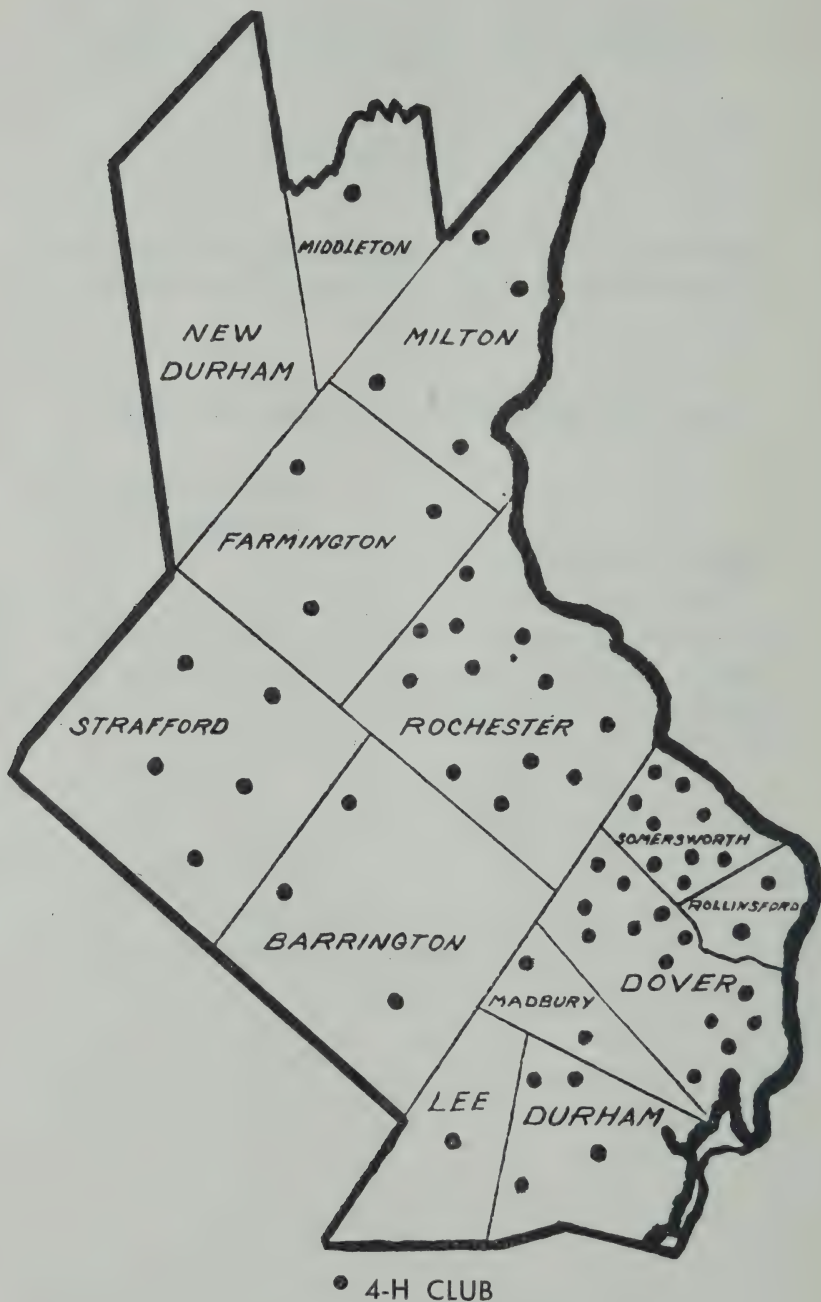 MIDDLETON
NEW
DURHAM
MILTON
FARMINGTON
STRAFFORD
ROCHESTER
SOMERSWORTH
ROLLINSFORD
BARRINGTON
DOVER
MADBURY
LEE
DURHAM
4-H CLUB